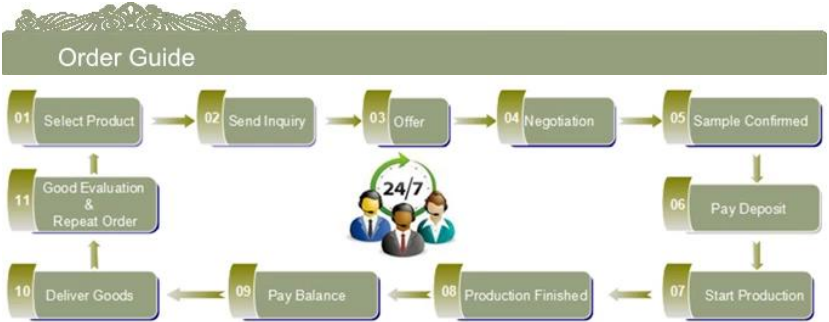 Order Guide
01 Select Product
02 Send Inquiry
03 Offer
04 Negotiation
05 Sample Confirmed
06 Pay Deposit
07 Start Production
08 Production Finished
09 Pay Balance
10 Deliver Goods
11 Good Evaluation
&
Repeat Order
24/7